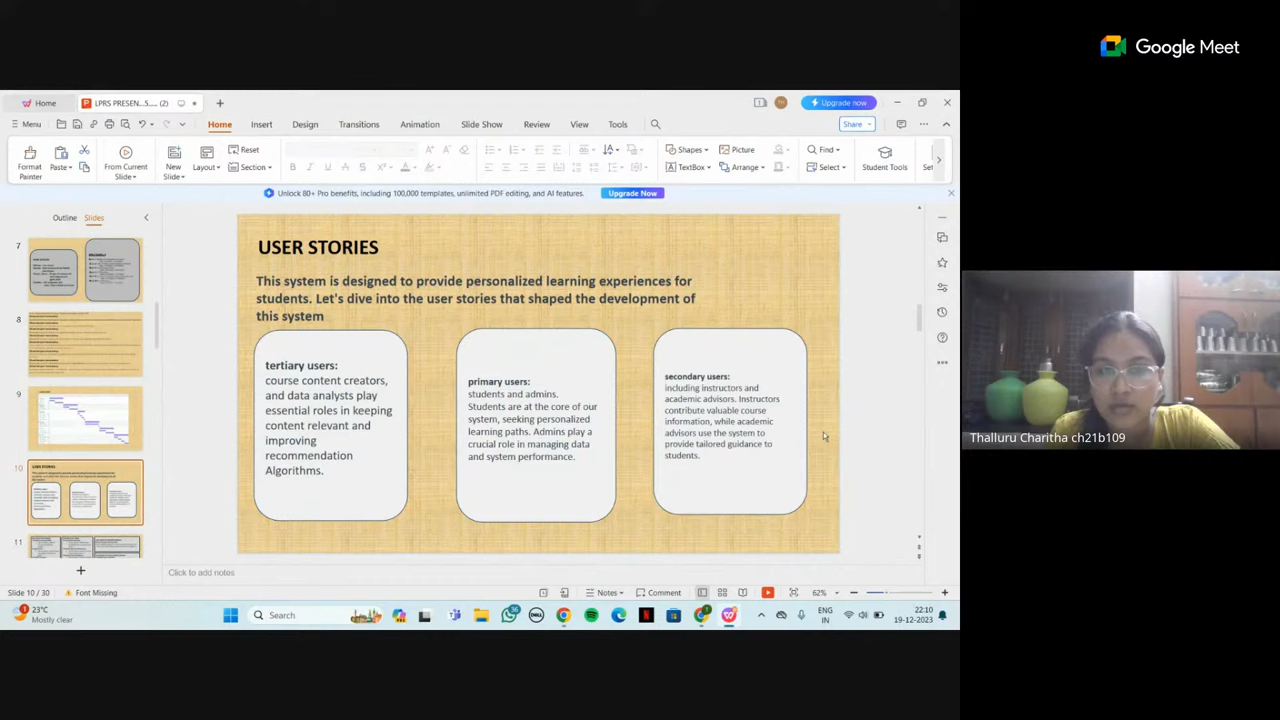 Google Meet
Home
LPRS PRESEN...5..... (2)
Upgrade now
Menu
Home
Insert
Design
Transitions
Animation
Slide Show
Review
View
Tools
Share
Format
Painter
Paste
From Current
Slide
New
Slide
Layout
Reset
Section
Shapes
Picture
TextBox
Arrange
Find
Select
Student Tools
Set
Unlock 80+ Pro benefits, including 100,000 templates, unlimited PDF editing, and AI features.
Upgrade Now
Outline
Slides
7
8
9
10
11
USER STORIES
This system is designed to provide personalized learning experiences for
students. Let's dive into the user stories that shaped the development of
this system
tertiary users:
course content creators,
and data analysts play
essential roles in keeping
content relevant and
improving
recommendation
Algorithms.
primary users:
students and admins.
Students are at the core of our
system, seeking personalized
learning paths. Admins play a
crucial role in managing data
and system performance.
secondary users:
including instructors and
academic advisors. Instructors
contribute valuable course
information, while academic
advisors use the system to
provide tailored guidance to
students.
Thalluru Charitha ch21b109
Click to add notes
Slide 10 / 30
Font Missing
Notes
Comment
62%
23°C
Mostly clear
Search
ENG
IN
22:10
19-12-2023